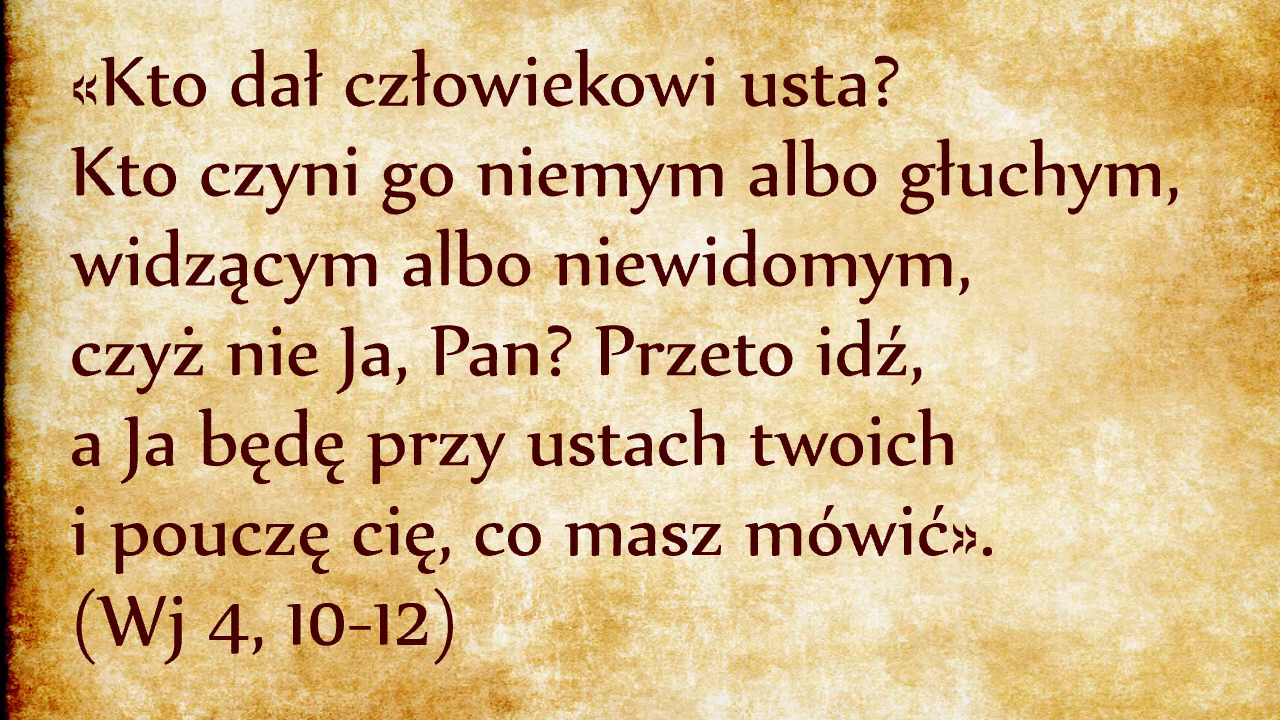 «Kto dał człowiekowi usta?
Kto czyni go niemym albo głuchym,
widzącym albo niewidomym,
czyż nie Ja, Pan? Przeto idź,
a Ja będę przy ustach twoich
i pouczę cię, co masz mówić».
(Wj 4, 10-12)